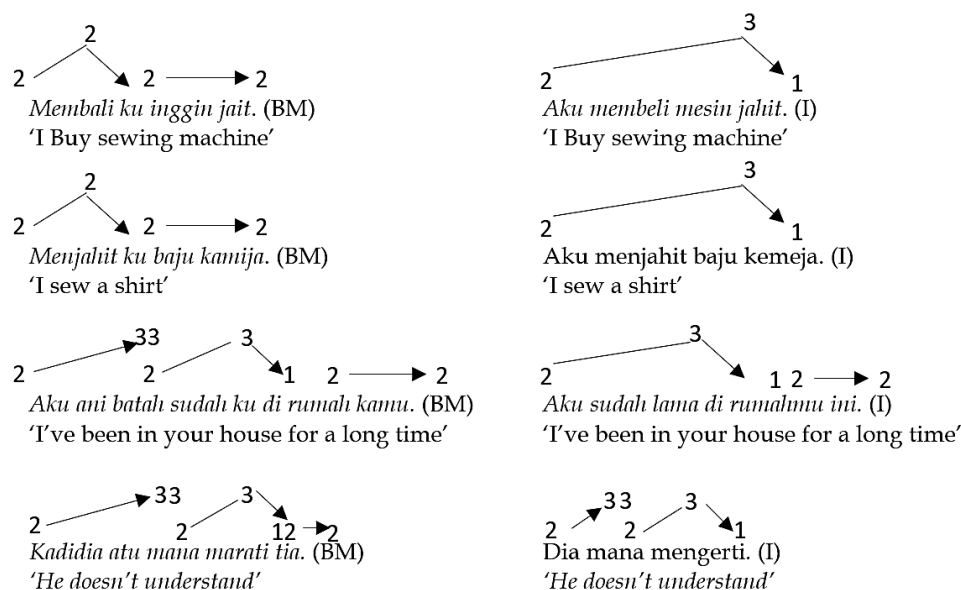 2 2 2 2
Membali ku inggin jait. (BM)
'I Buy sewing machine'
2 3 1
Aku membeli mesin jahit. (I)
'I Buy sewing machine'
2 2 2 2
Menjahit ku baju kamija. (BM)
'I sew a shirt'
2 3 1
Aku menjahit baju kemeja. (I)
'I sew a shirt'
2 33 2 3 1 2 2
Aku ani batah sudah ku di rumah kamu. (BM)
'I've been in your house for a long time'
2 3 1 2 2
Aku sudah lama di rumahmu ini. (I)
'I've been in your house for a long time'
2 33 2 3 12 2
Kadidia atu mana marati tia. (BM)
'He doesn't understand'
2 33 2 3 1
Dia mana mengerti. (I)
'He doesn't understand'